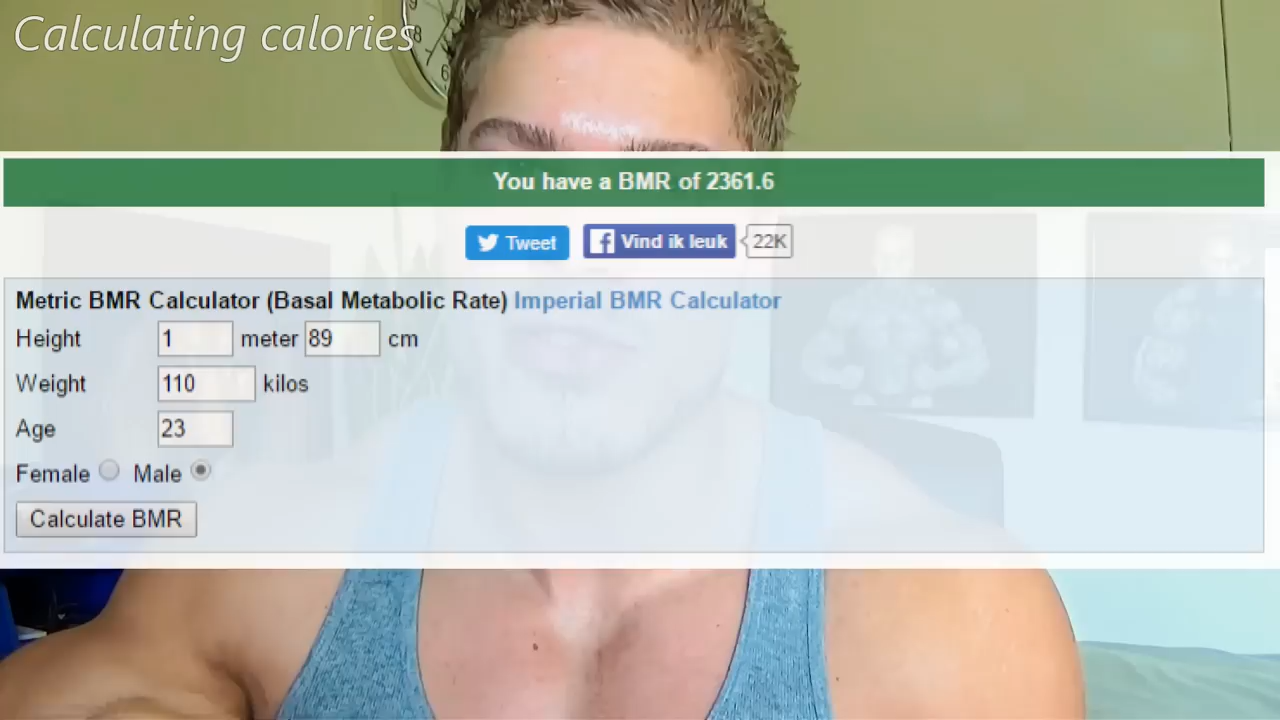 Calculating calories
You have a BMR of 2361.6
Tweet Vind ik leuk 22K
Metric BMR Calculator (Basal Metabolic Rate) Imperial BMR Calculator
Height 1 meter 89 cm
Weight 110 kilos
Age 23
Female Male
Calculate BMR